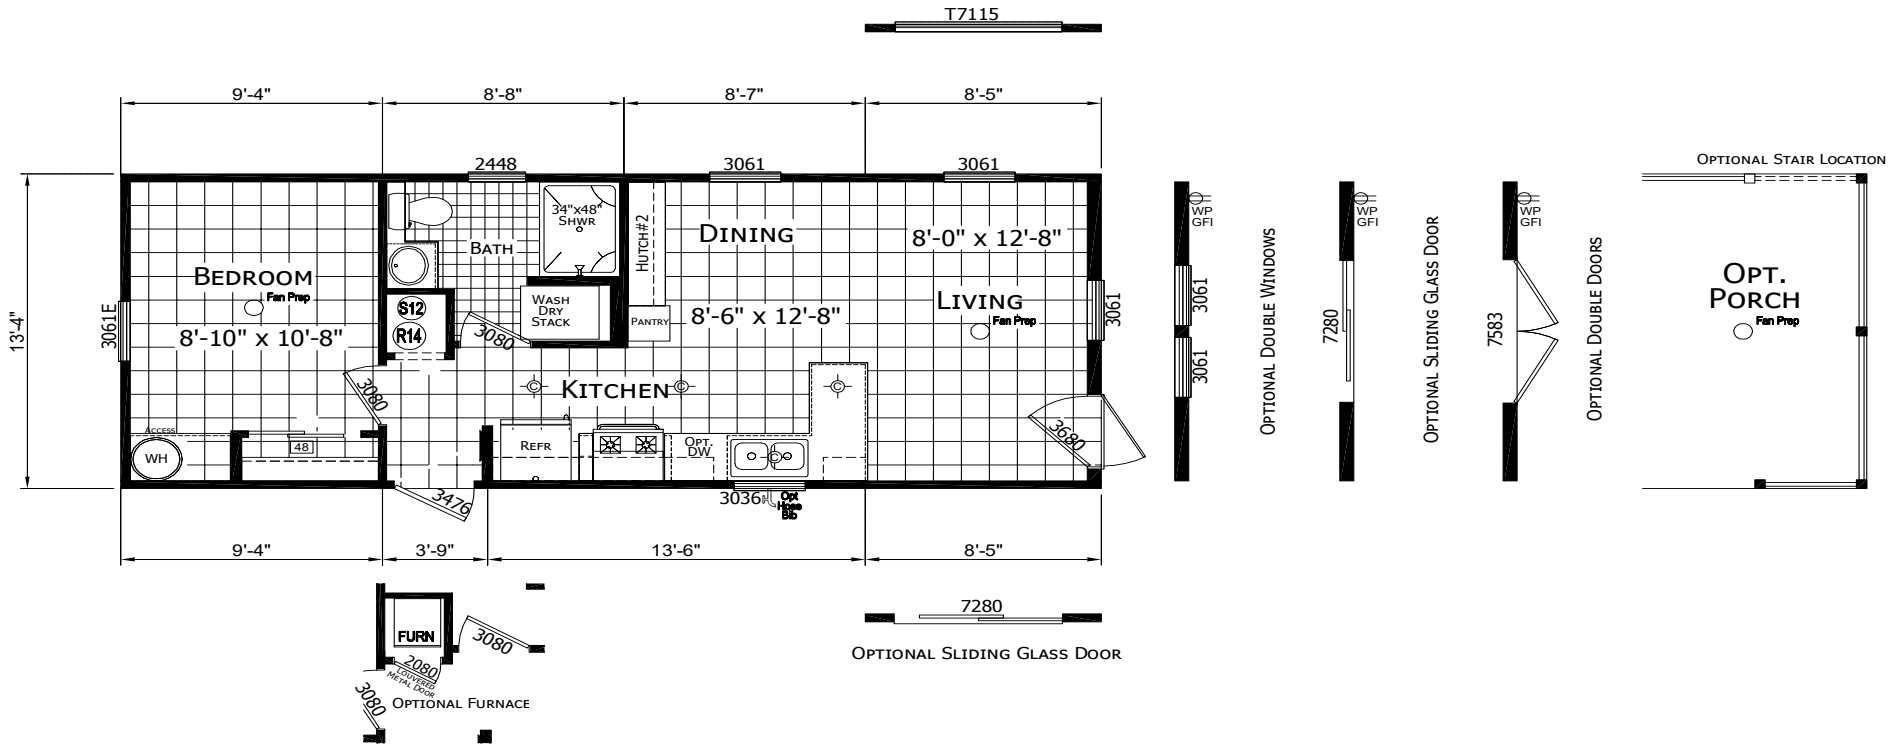 T7115
9'-4"
8'-8"
8'-7"
8'-5"
OPTIONAL STAIR LOCATION
2448
3061
3061
13'-4"
3061E
BEDROOM
Fan Prep
8'-10" x 10'-8"
BATH
34"x48"
SHWR
HUTCH#2
DINING
8'-0" x 12'-8"
LIVING
Fan Prep
8'-6" x 12'-8"
3061
S12
R14
WASH
DRY
STACK
PANTRY
3080
3080
KITCHEN
C
C
C
ACCESS
WH
48
REFR
OPT.
DW
C
3680
3476
3036
Opt
Hose
Bib
WP
GFI
3061
3061
OPTIONAL DOUBLE WINDOWS
WP
GFI
7280
OPTIONAL SLIDING GLASS DOOR
WP
GFI
7583
OPTIONAL DOUBLE DOORS
OPT.
PORCH
Fan Prep
9'-4"
3'-9"
13'-6"
8'-5"
FURN
3080
2080
LOUVERED
METAL DOOR
3080
OPTIONAL FURNACE
7280
OPTIONAL SLIDING GLASS DOOR